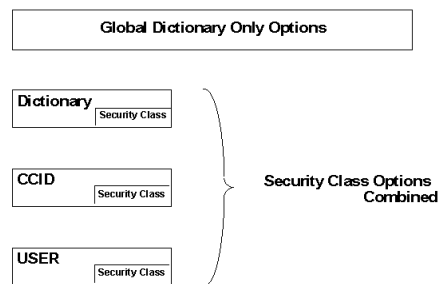 Global Dictionary Only Options
Dictionary
Security Class
CCID
Security Class
Security Class Options
Combined
USER
Security Class